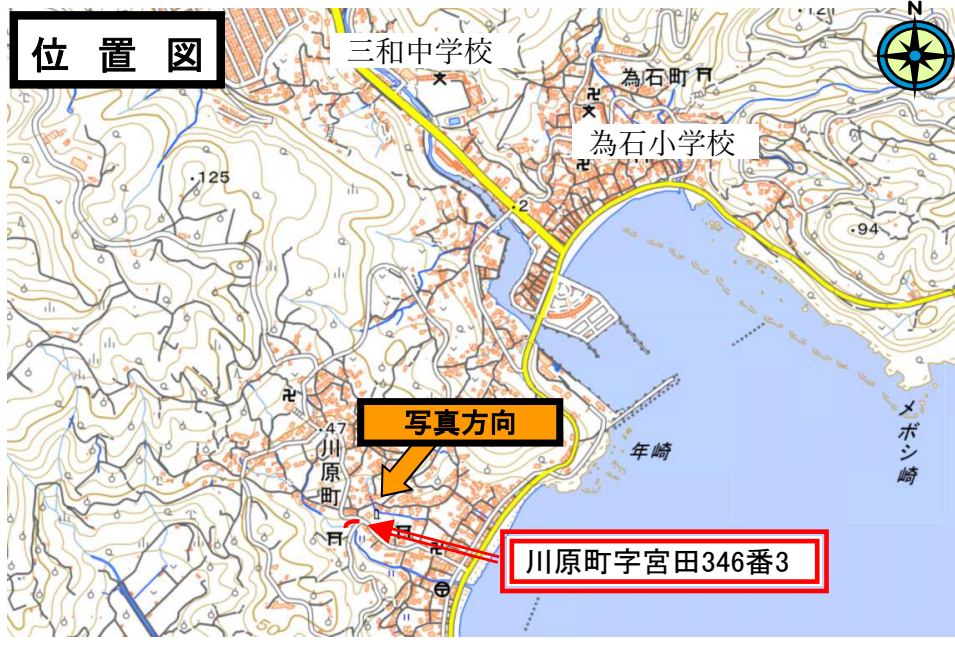 位 置 図
N
三和中学校
121
為石町
為石小学校
・125
・2
・94
メボシ崎
写真方向
・47
川原町
年崎
川原町字宮田346番3
50